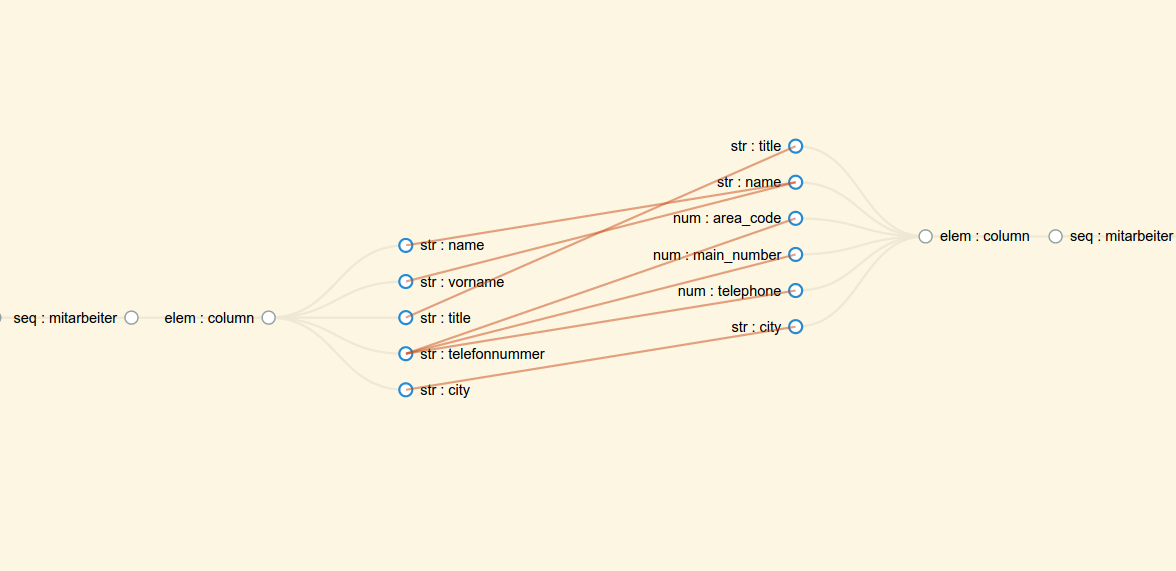 str : title
str : name
num : area_code
num : main_number
num : telephone
str : city
elem : column
seq : mitarbeiter
str : name
str : vorname
str : title
str : telefonnummer
str : city
seq : mitarbeiter
elem : column